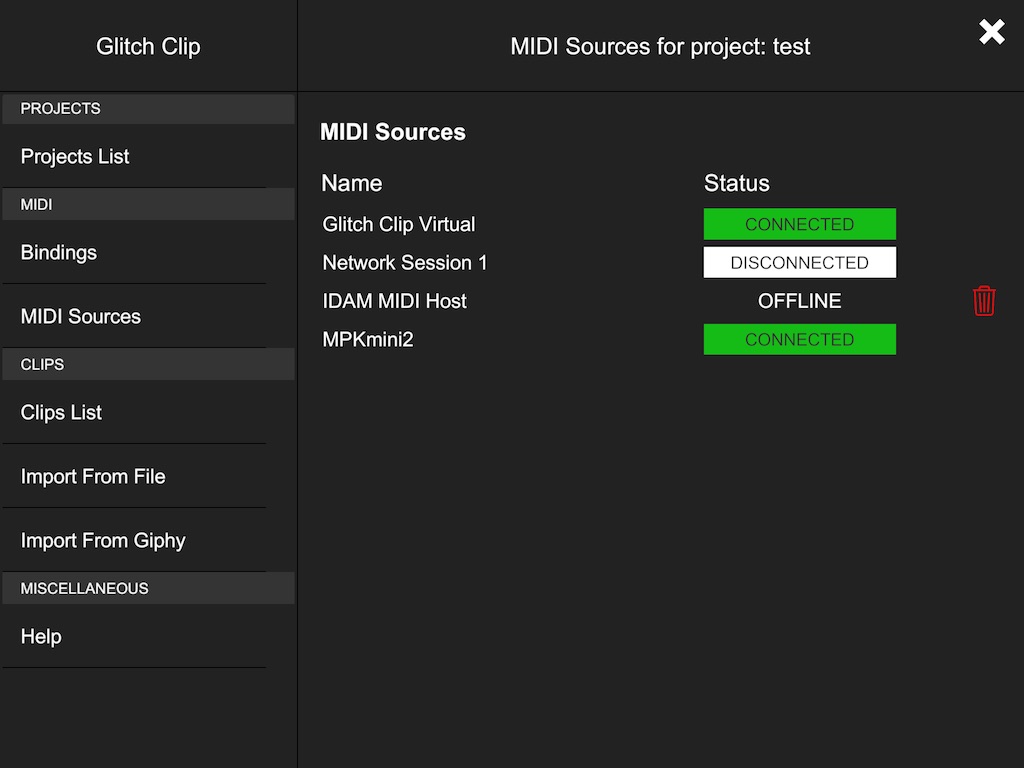 Glitch Clip
MIDI Sources for project: test
PROJECTS
Projects List
MIDI
Bindings
MIDI Sources
CLIPS
Clips List
Import From File
Import From Giphy
MISCELLANEOUS
Help
MIDI Sources
Name Status
Glitch Clip Virtual CONNECTED
Network Session 1 DISCONNECTED
IDAM MIDI Host OFFLINE
MPKmini2 CONNECTED